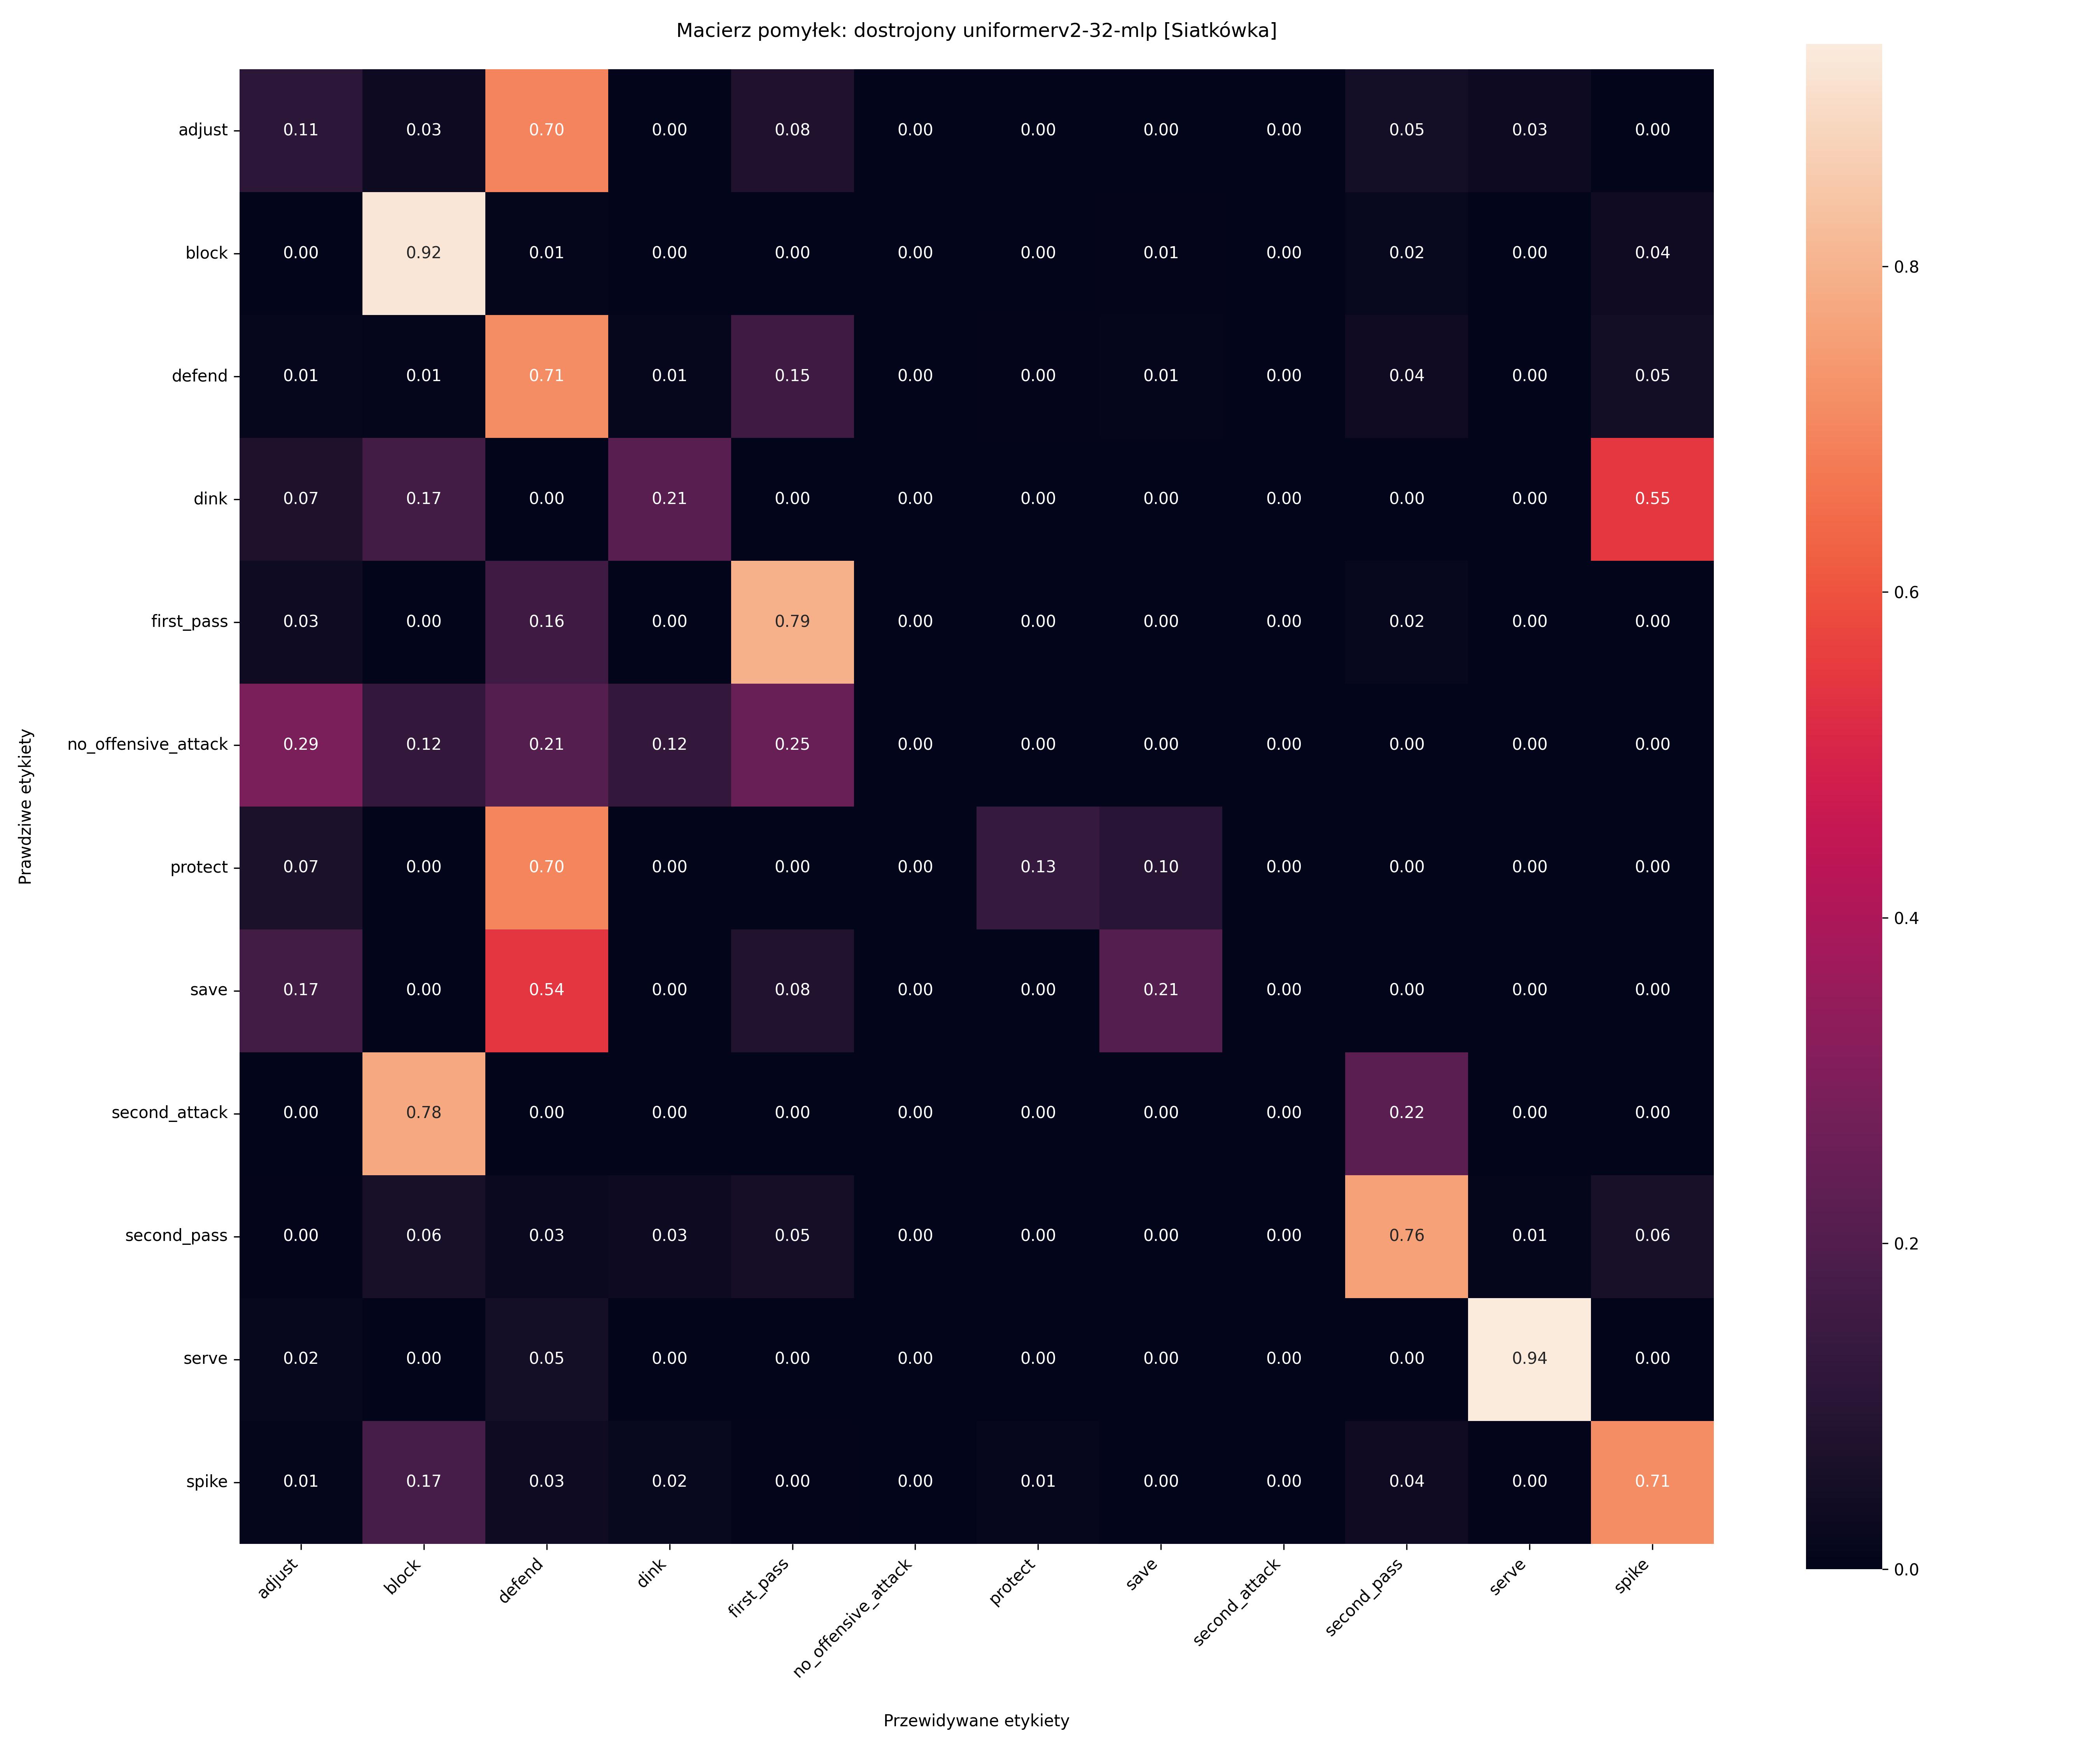 Macierz pomyłek: dostrojony uniformerv2-32-mlp [Siatkówka]
adjust 0.11 0.03 0.70 0.00 0.08 0.00 0.00 0.00 0.00 0.05 0.03 0.00
block 0.00 0.92 0.01 0.00 0.00 0.00 0.00 0.01 0.00 0.02 0.00 0.04
defend 0.01 0.01 0.71 0.01 0.15 0.00 0.00 0.01 0.00 0.04 0.00 0.05
dink 0.07 0.17 0.00 0.21 0.00 0.00 0.00 0.00 0.00 0.00 0.00 0.55
first_pass 0.03 0.00 0.16 0.00 0.79 0.00 0.00 0.00 0.00 0.02 0.00 0.00
no_offensive_attack 0.29 0.12 0.21 0.12 0.25 0.00 0.00 0.00 0.00 0.00 0.00 0.00
protect 0.07 0.00 0.70 0.00 0.00 0.00 0.13 0.10 0.00 0.00 0.00 0.00
save 0.17 0.00 0.54 0.00 0.08 0.00 0.00 0.21 0.00 0.00 0.00 0.00
second_attack 0.00 0.78 0.00 0.00 0.00 0.00 0.00 0.00 0.00 0.22 0.00 0.00
second_pass 0.00 0.06 0.03 0.03 0.05 0.00 0.00 0.00 0.00 0.76 0.01 0.06
serve 0.02 0.00 0.05 0.00 0.00 0.00 0.00 0.00 0.00 0.00 0.94 0.00
spike 0.01 0.17 0.03 0.02 0.00 0.00 0.01 0.00 0.00 0.04 0.00 0.71
adjust block defend dink first_pass no_offensive_attack protect save second_attack second_pass serve spike
Przewidywane etykiety
Prawdziwe etykiety
0.8
0.6
0.4
0.2
0.0